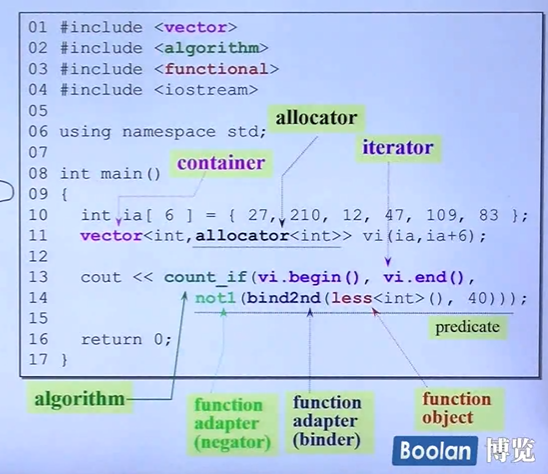 01 #include <vector>
02 #include <algorithm>
03 #include <functional>
04 #include <iostream>
05
allocator
06 using namespace std;
iterator
07
container
08 int main()
09 {
10 int ia[ 6 ] = { 27, 210, 12, 47, 109, 83 };
11 vector<int,allocator<int>> vi(ia,ia+6);
12
13 cout << count_if(vi.begin(), vi.end(),
14 not1(bind2nd(less<int>(), 40)));
15
predicate
16 return 0;
17 }
algorithm
function adapter (negator)
function adapter (binder)
function object
Boolan 博览